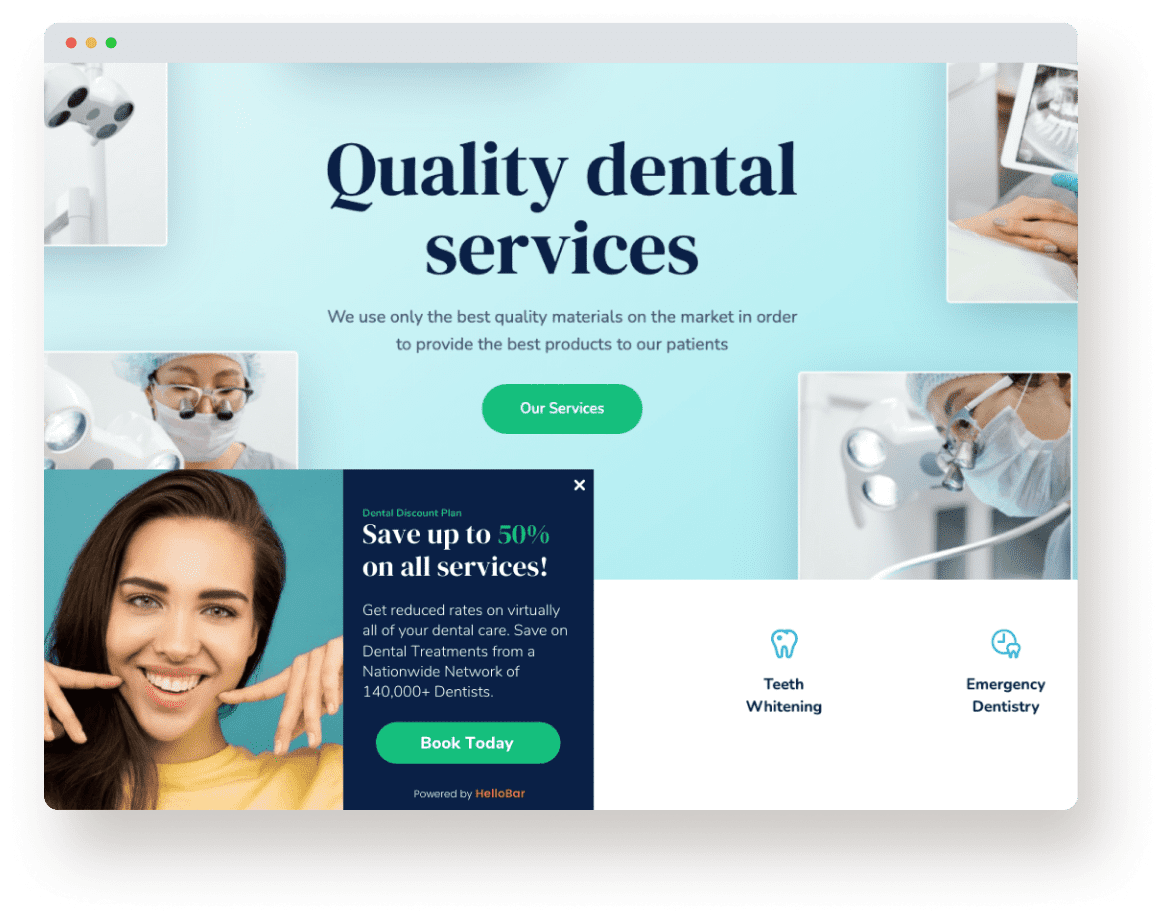 Quality dental
services
We use only the best quality materials on the market in order
to provide the best products to our patients
Our Services
Dental Discount Plan
Save up to 50%
on all services!
Get reduced rates on virtually
all of your dental care. Save on
Dental Treatments from a
Nationwide Network of
140,000+ Dentists.
Book Today
Powered by HelloBar
Teeth
Whitening
Emergency
Dentistry